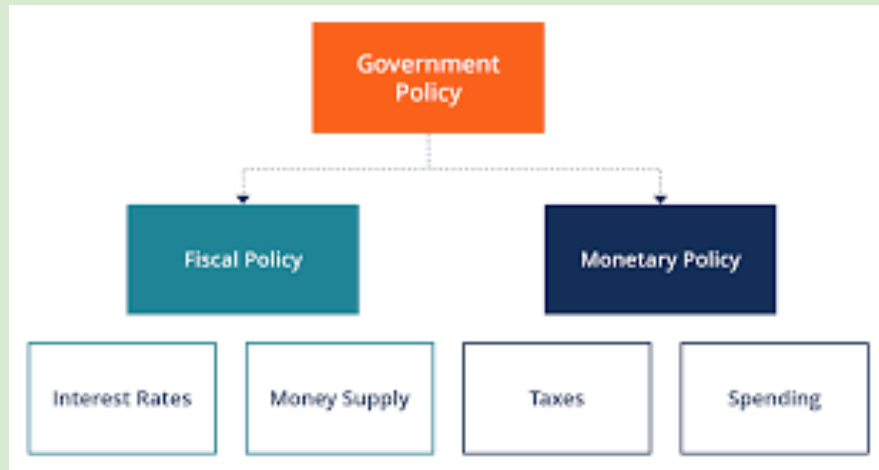 Government
Policy
Fiscal Policy
Monetary Policy
Interest Rates
Money Supply
Taxes
Spending